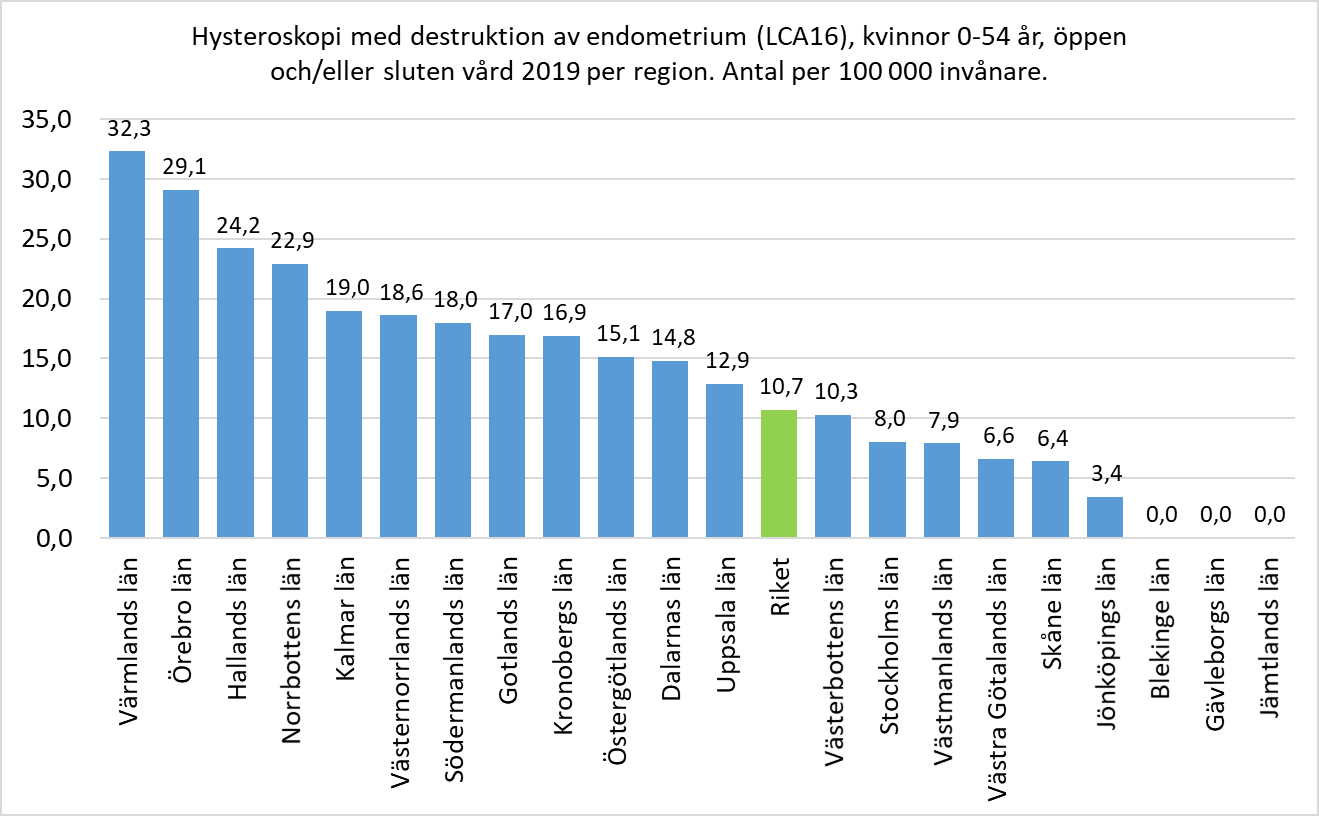 Hysteroskopi med destruktion av endometrium (LCA16), kvinnor 0-54 år, öppen
och/eller sluten vård 2019 per region. Antal per 100 000 invånare.
35,0
30,0
25,0
20,0
15,0
10,0
5,0
0,0
32,3
29,1
24,2
22,9
19,0
18,6
18,0
17,0
16,9
15,1
14,8
12,9
10,7
10,3
8,0
7,9
6,6
6,4
3,4
0,0
0,0
0,0
Värmlands län
Örebro län
Hallands län
Norrbottens län
Kalmar län
Västernorrlands län
Södermanlands län
Gotlands län
Kronobergs län
Östergötlands län
Dalarnas län
Uppsala län
Riket
Västerbottens län
Stockholms län
Västmanlands län
Västra Götalands län
Skåne län
Jönköpings län
Blekinge län
Gävleborgs län
Jämtlands län